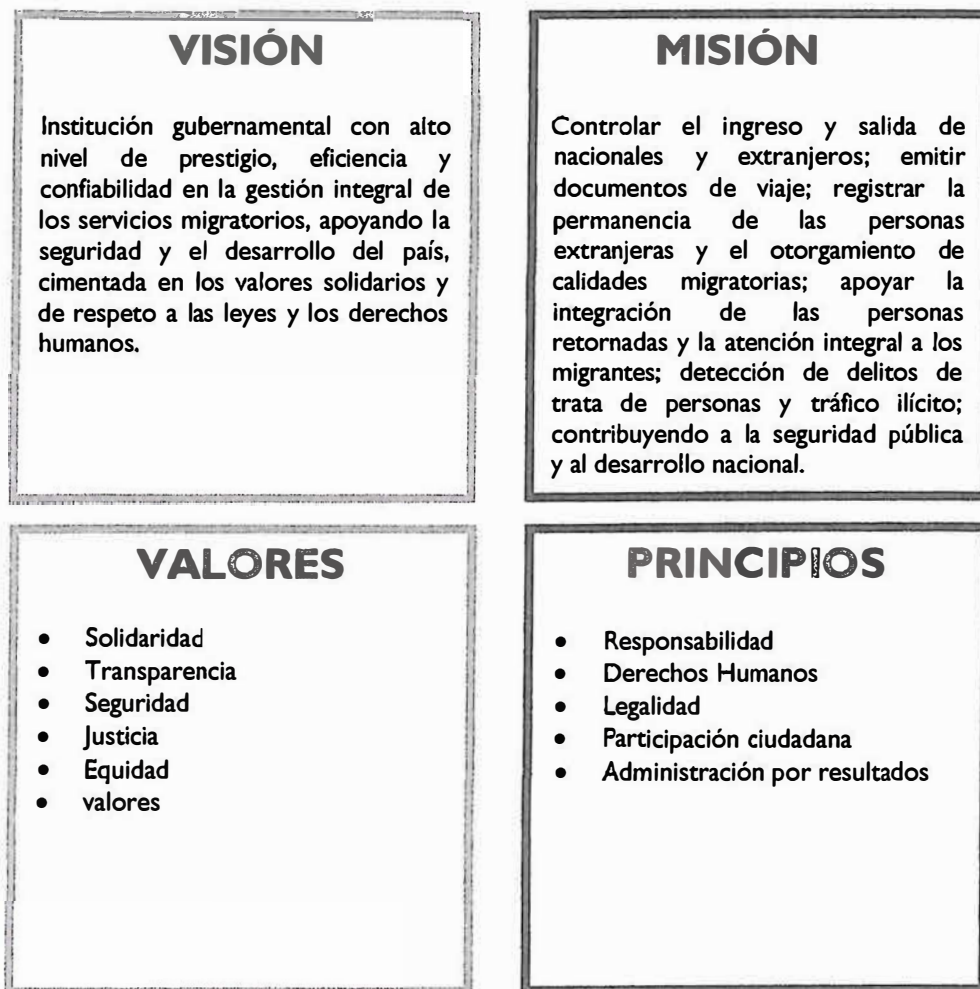 VISIÓN
Institución gubernamental con alto
nivel de prestigio, eficiencia y
confiabilidad en la gestión integral de
los servicios migratorios, apoyando la
seguridad y el desarrollo del país,
cimentada en los valores solidarios y
de respeto a las leyes y los derechos
humanos.
MISIÓN
Controlar el ingreso y salida de
nacionales y extranjeros; emitir
documentos de viaje; registrar la
permanencia de las personas
extranjeras y el otorgamiento de
calidades migratorias; apoyar la
integración de las personas
retornadas y la atención integral a los
migrantes; detección de delitos de
trata de personas y tráfico ilícito;
contribuyendo a la seguridad pública
y al desarrollo nacional.
VALORES
• Solidaridad
• Transparencia
• Seguridad
• Justicia
• Equidad
• valores
PRINCIPIOS
• Responsabilidad
• Derechos Humanos
• Legalidad
• Participación ciudadana
• Administración por resultados